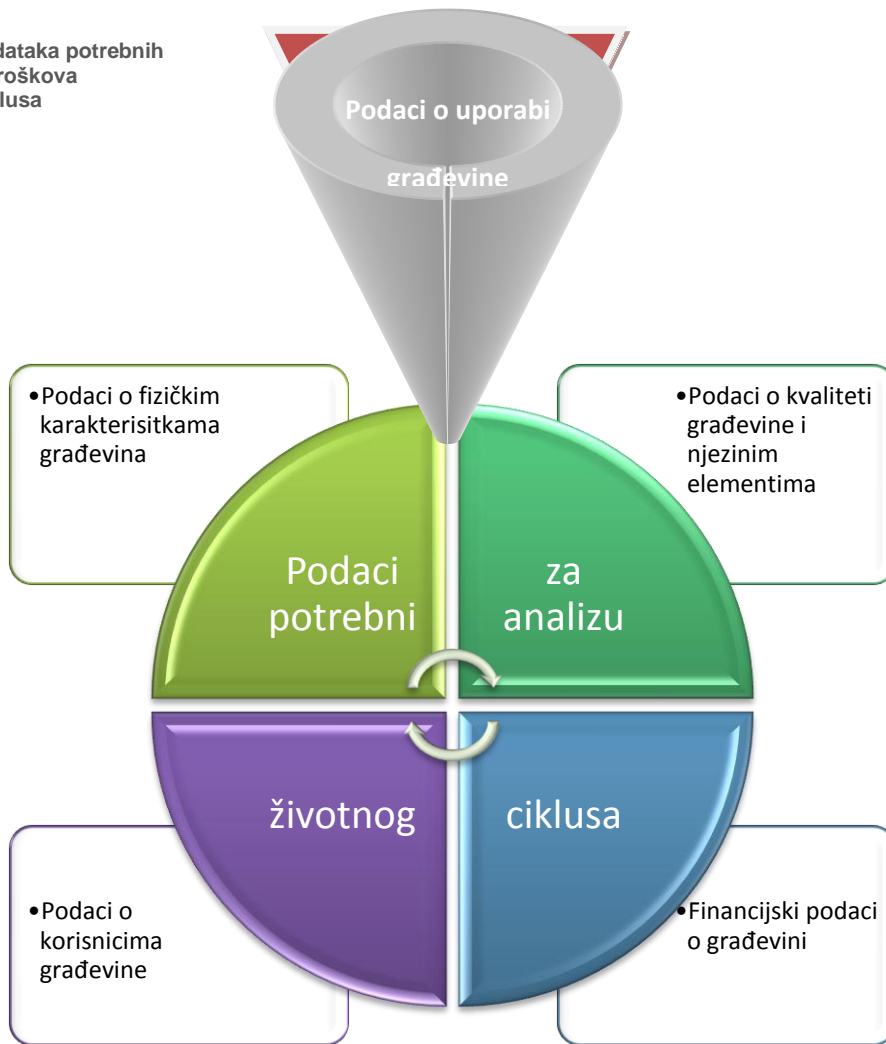 dataka potrebnih
roškova
lusa
Podaci o uporabi
građevine
•Podaci o fizičkim
karakterisitkama
građevina
•Podaci o kvaliteti
građevine i
njezinim
elementima
Podaci
potrebni
za
analizu
životnog
ciklusa
•Podaci o
korisnicima
građevine
•Financijski podaci
o građevini